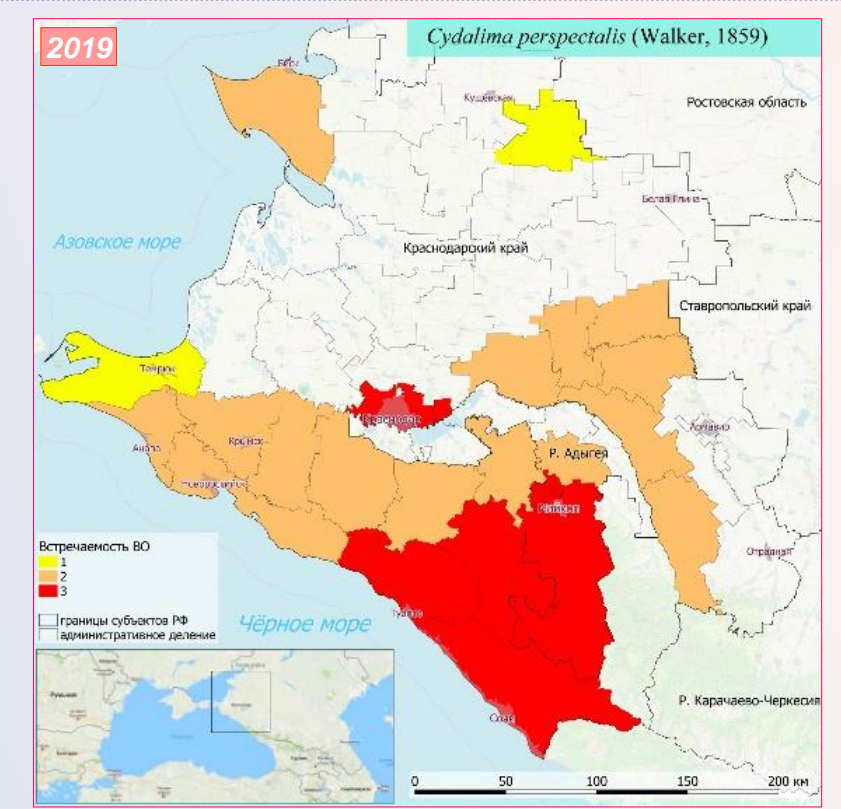 2019
Cydalima perspectalis (Walker, 1859)
Ейск
Кущёвская
Ростовская область
Белая Глина
Азовское море
Краснодарский край
Ставропольский край
Темрюк
Краснодар
Армавир
Анапа
Крымск
Р. Адыгея
Новороссийск
Майкоп
Отрадная
Встречаемость ВО
1
2
3
Туапсе
границы субъектов РФ
Чёрное море
административное деление
Р. Карачаево-Черкесия
Сочи
0 50 100 150 200 км